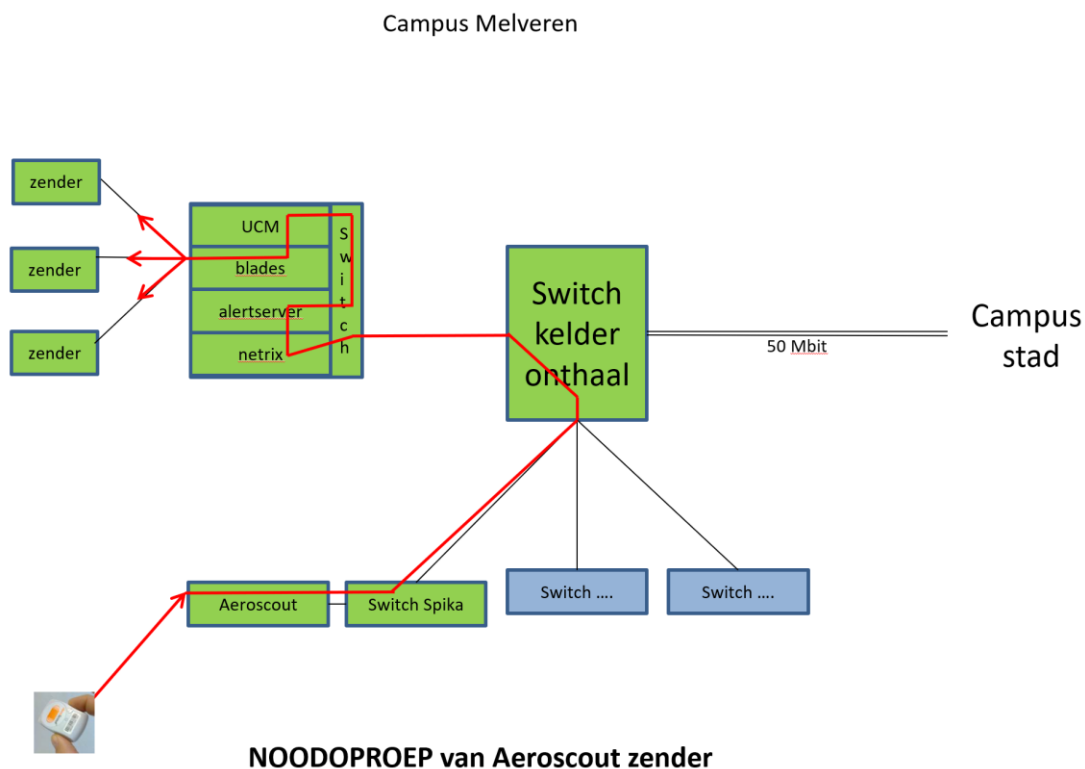 Campus Melveren
zender
zender
zender
UCM
blades
alertserver
netrix
Switch
Switch
kelder
onthaal
50 Mbit
Campus
stad
Aeroscout
Switch Spika
Switch ....
Switch ....
NOODOPROEP van Aeroscout zender